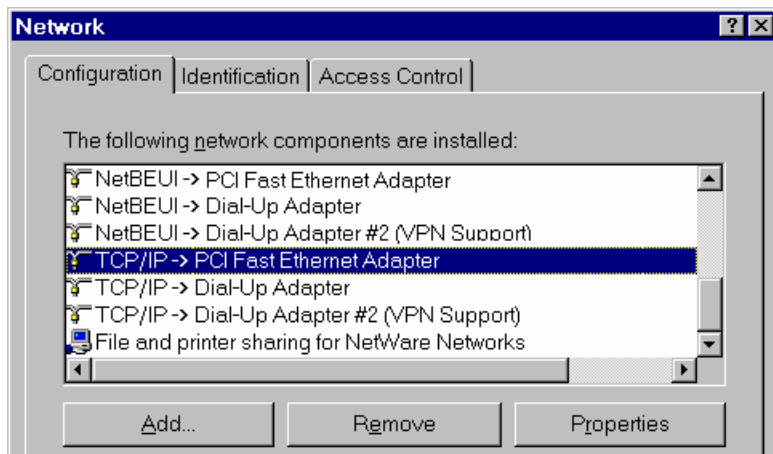 Network
Configuration Identification Access Control
The following network components are installed:
NetBEUI -> PCI Fast Ethernet Adapter
NetBEUI -> Dial-Up Adapter
NetBEUI -> Dial-Up Adapter #2 (VPN Support)
TCP/IP -> PCI Fast Ethernet Adapter
TCP/IP -> Dial-Up Adapter
TCP/IP -> Dial-Up Adapter #2 (VPN Support)
File and printer sharing for NetWare Networks
Add... Remove Properties